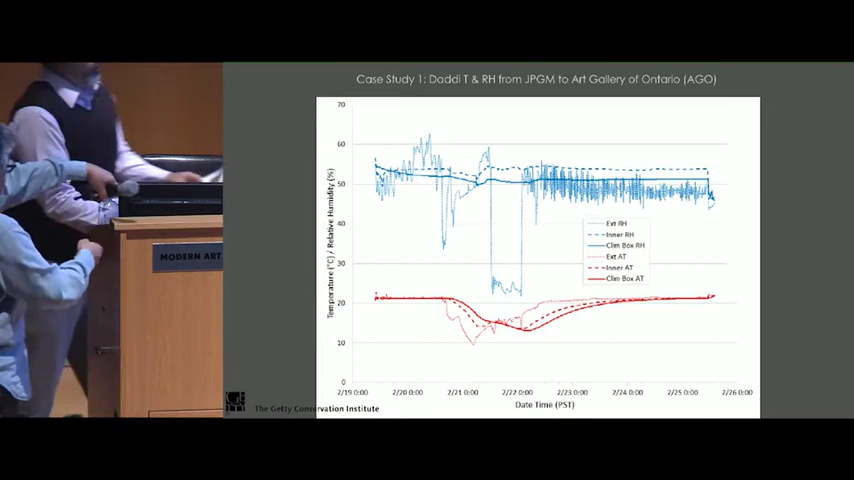 Case Study 1: Daddi T & RH from JPGM to Art Gallery of Ontario (AGO)
70
60
50
40
30
20
10
0
Temperature (°C) / Relative Humidity (%)
Ext RH
Inner RH
Clim Box RH
Ext AT
Inner AT
Clim Box AT
2/19 0:00 2/20 0:00 2/21 0:00 2/22 0:00 2/23 0:00 2/24 0:00 2/25 0:00 2/26 0:00
Date Time (PST)
MODERN ART
The Getty Conservation Institute